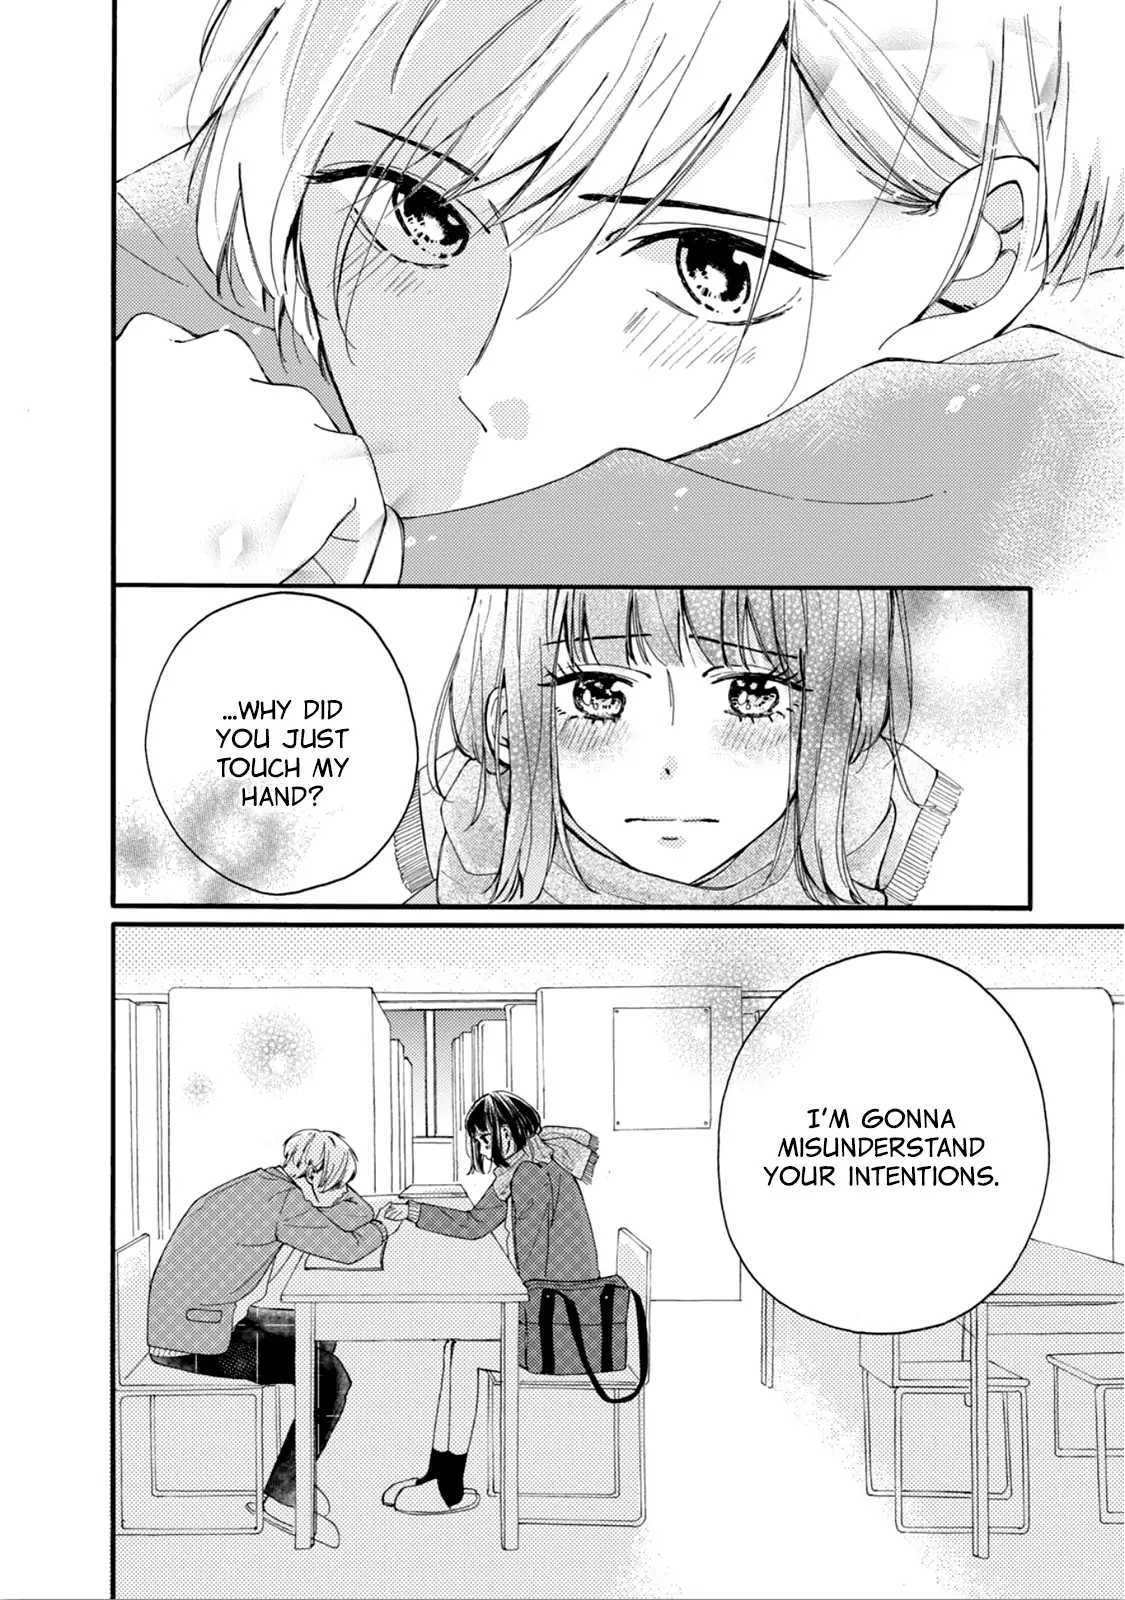 ...WHY DID
YOU JUST
TOUCH MY
HAND?
I'M GONNA
MISUNDERSTAND
YOUR INTENTIONS.